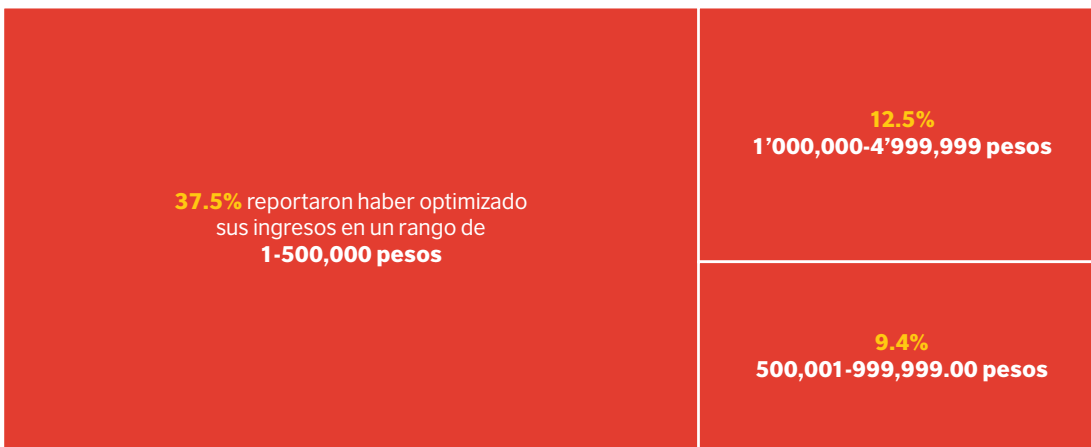 37.5% reportaron haber optimizado
sus ingresos en un rango de
1-500,000 pesos
12.5%
1’000,000-4’999,999 pesos
9.4%
500,001-999,999.00 pesos